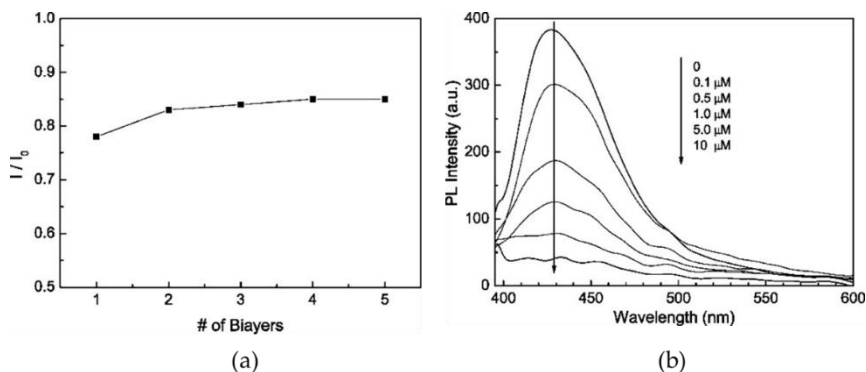 1.0
0.9
0.8
0.7
0.6
0.5
I / I0
1
2
3
4
5
# of Biayers
(a)
400
300
200
100
0
PL Intensity (a.u.)
0
0.1 μM
0.5 μM
1.0 μM
5.0 μM
10 μM
400
450
500
550
600
Wavelength (nm)
(b)